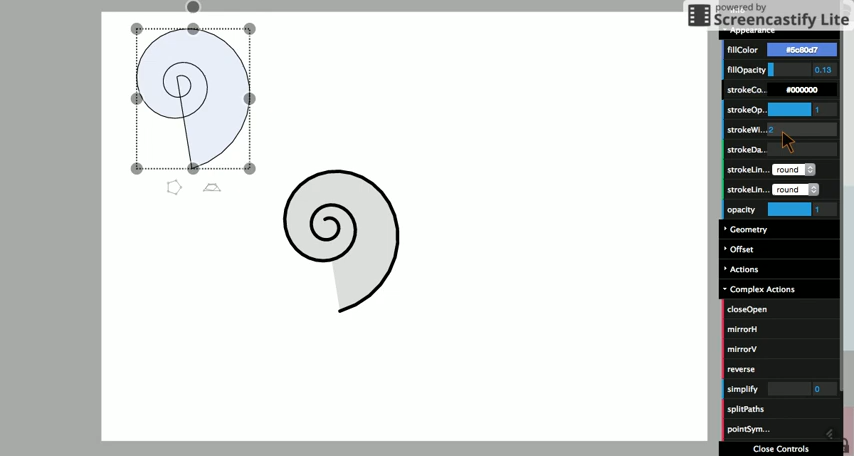 powered by
Screencastify Lite
Appearance
fillColor #5c80d7
fillOpacity 0.13
strokeCo... #000000
strokeOp... 1
strokeWi... 2
strokeDa...
strokeLin... round
strokeLin... round
opacity 1
Geometry
Offset
Actions
Complex Actions
closeOpen
mirrorH
mirrorV
reverse
simplify 0
splitPaths
pointSym...
Close Controls